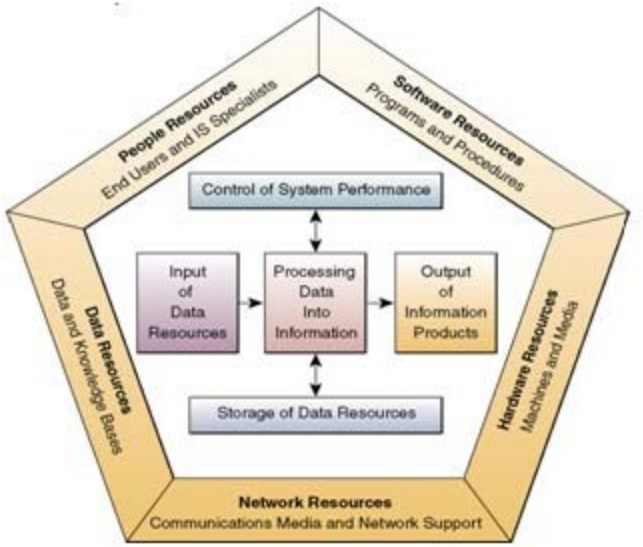 People Resources
End Users and IS Specialists
Software Resources
Programs and Procedures
Control of System Performance
Input
of
Data
Resources
Processing
Data
Into
Information
Output
of
Information
Products
Storage of Data Resources
Data Resources
Data and Knowledge Bases
Hardware Resources
Machines and Media
Network Resources
Communications Media and Network Support